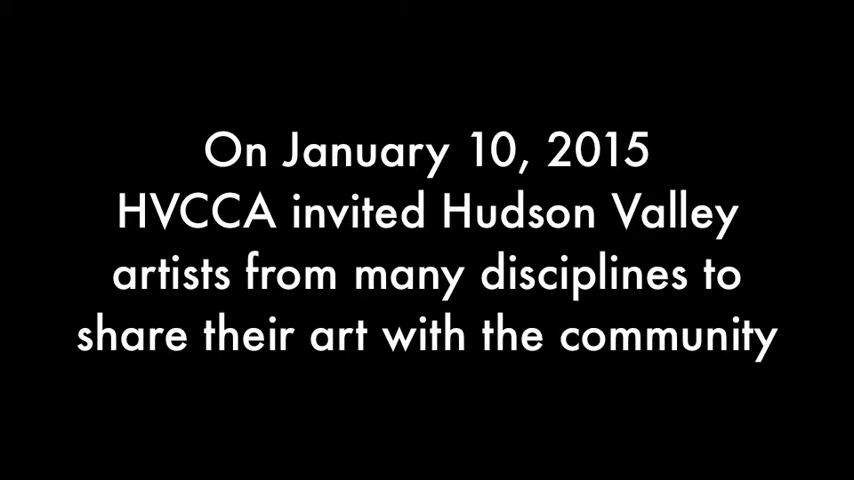 On January 10, 2015
HVCCA invited Hudson Valley
artists from many disciplines to
share their art with the community